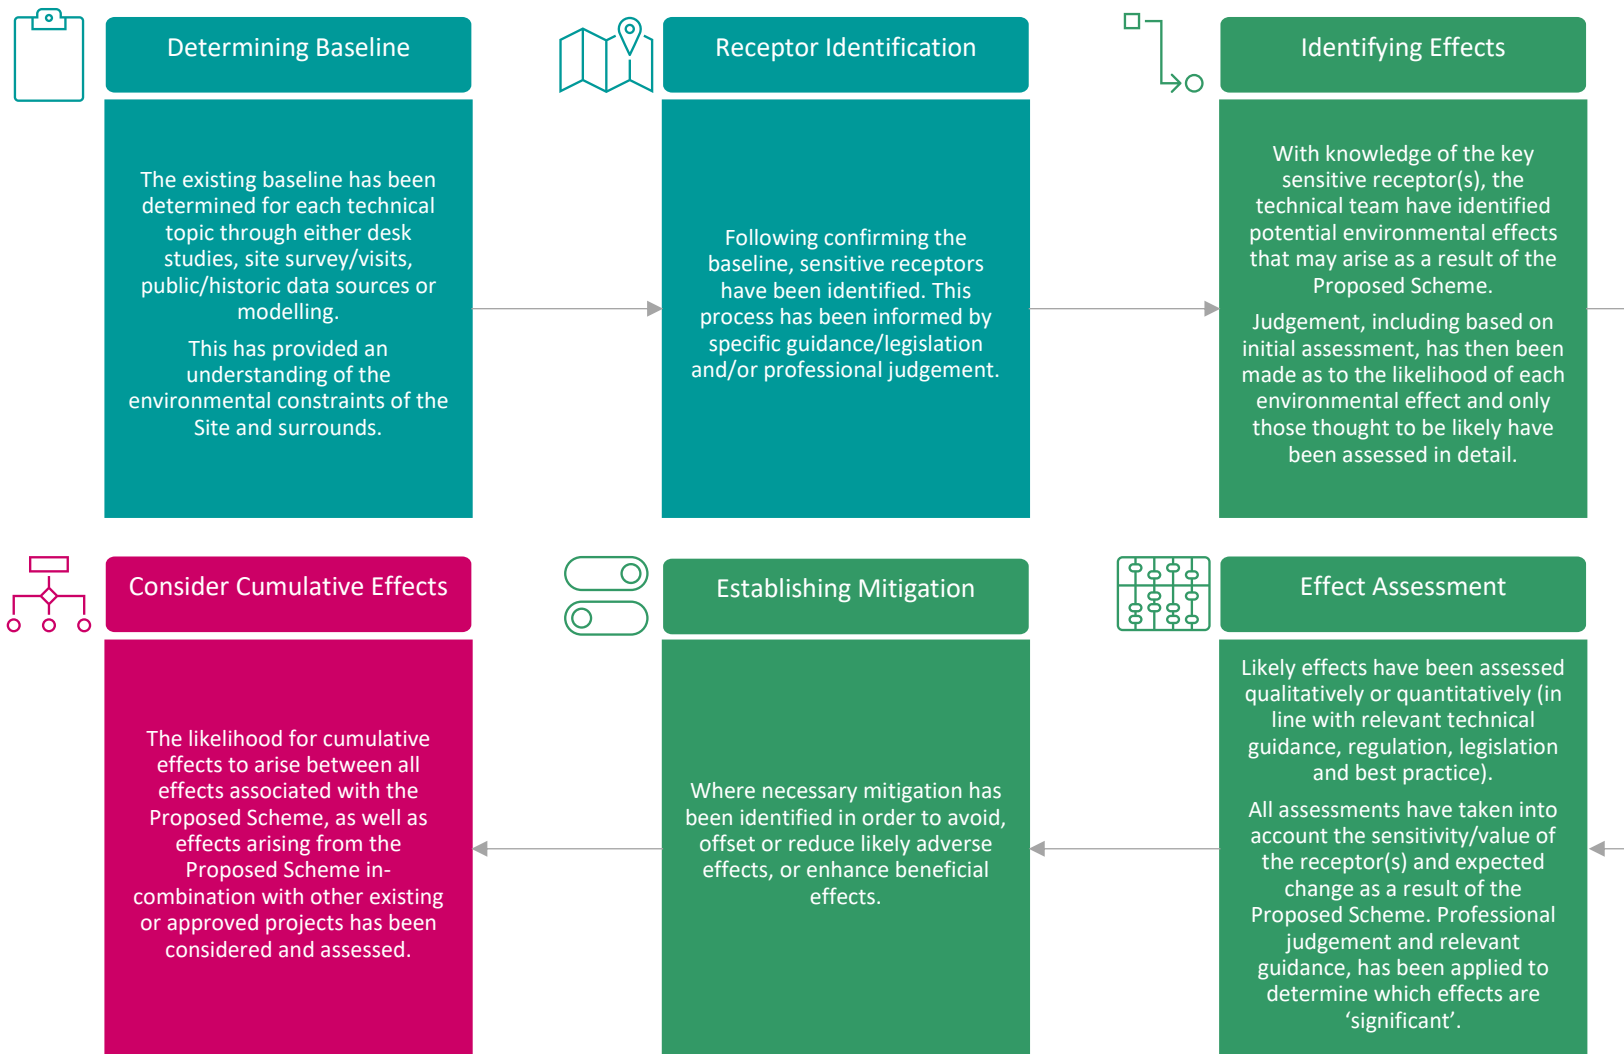 Determining Baseline
The existing baseline has been
determined for each technical
topic through either desk
studies, site survey/visits,
public/historic data sources or
modelling.
This has provided an
understanding of the
environmental constraints of the
Site and surrounds.
Receptor Identification
Following confirming the
baseline, sensitive receptors
have been identified. This
process has been informed by
specific guidance/legislation
and/or professional judgement.
Identifying Effects
With knowledge of the key
sensitive receptor(s), the
technical team have identified
potential environmental effects
that may arise as a result of the
Proposed Scheme.
Judgement, including based on
initial assessment, has then been
made as to the likelihood of each
environmental effect and only
those thought to be likely have
been assessed in detail.
Effect Assessment
Likely effects have been assessed
qualitatively or quantitatively (in
line with relevant technical
guidance, regulation, legislation
and best practice).
All assessments have taken into
account the sensitivity/value of
the receptor(s) and expected
change as a result of the
Proposed Scheme. Professional
judgement and relevant
guidance, has been applied to
determine which effects are
‘significant’.
Establishing Mitigation
Where necessary mitigation has
been identified in order to avoid,
offset or reduce likely adverse
effects, or enhance beneficial
effects.
Consider Cumulative Effects
The likelihood for cumulative
effects to arise between all
effects associated with the
Proposed Scheme, as well as
effects arising from the
Proposed Scheme in-
combination with other existing
or approved projects has been
considered and assessed.